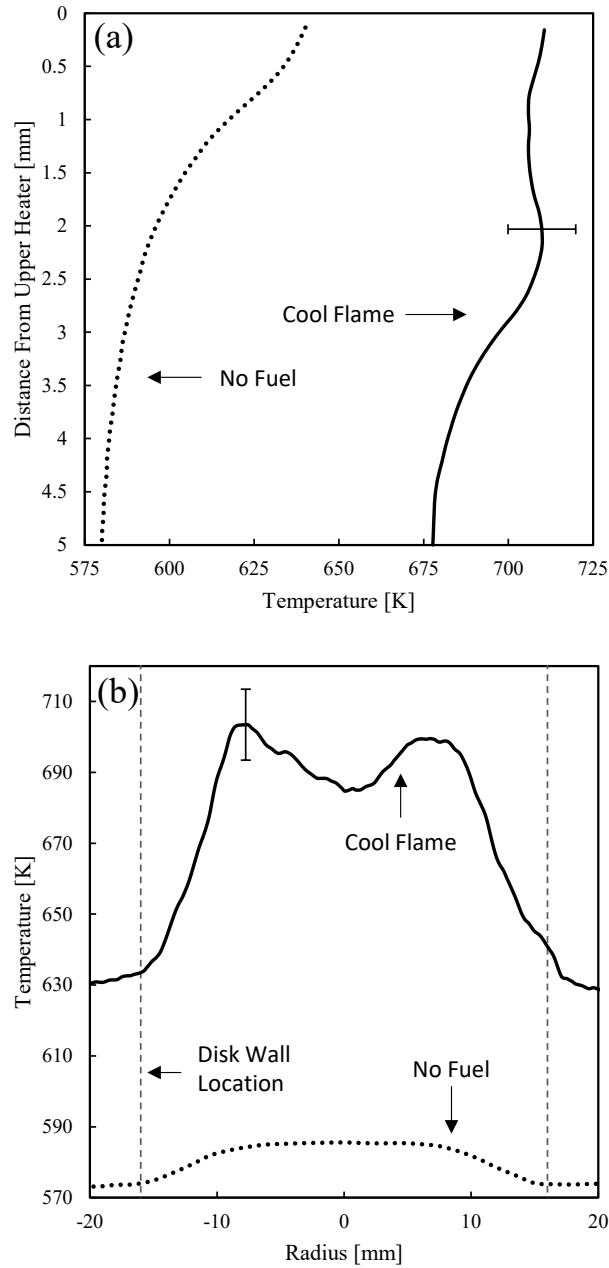 (a)
0
0.5
1
1.5
2
2.5
3
3.5
4
4.5
5
Distance From Upper Heater [mm]
Cool Flame
No Fuel
575 600 625 650 675 700 725
Temperature [K]
(b)
710
690
670
650
630
610
590
570
Temperature [K]
Cool Flame
Disk Wall
Location
No Fuel
-20 -10 0 10 20
Radius [mm]